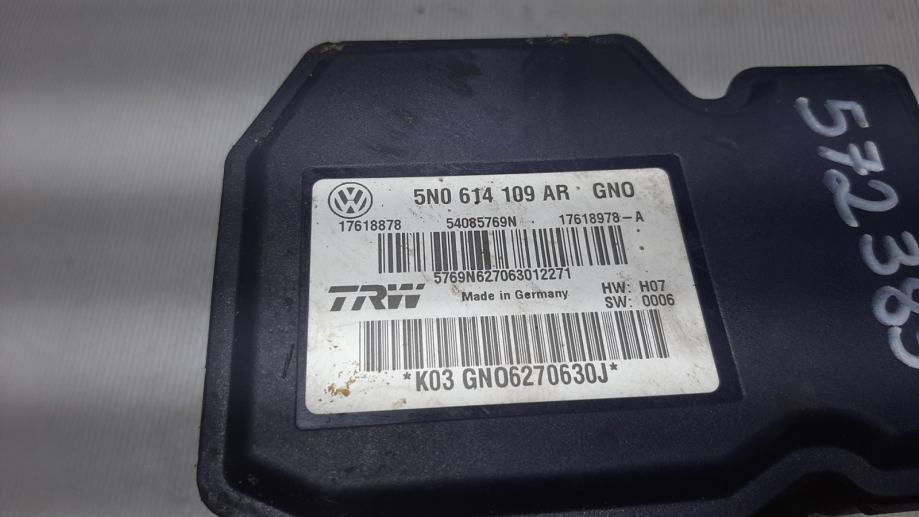 5N0 614 109 AR GNO
17618878 54085769N 17618978-A
5769N627063012271
TRW Made in Germany HW: H07
SW: 0006
*K03 GNO6270630J*